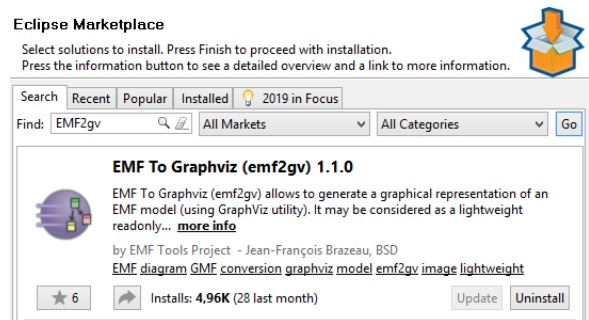 Eclipse Marketplace
Select solutions to install. Press Finish to proceed with installation.
Press the information button to see a detailed overview and a link to more information.
Search Recent Popular Installed 2019 in Focus
Find: EMF2gv All Markets All Categories Go
EMF To Graphviz (emf2gv) 1.1.0
EMF To Graphviz (emf2gv) allows to generate a graphical representation of an
EMF model (using GraphViz utility). It may be considered as a lightweight
readonly... more info
by EMF Tools Project - Jean-François Brazeau, BSD
EMF diagram GMF conversion graphviz model emf2gv image lightweight
6 Installs: 4,96K (28 last month) Update Uninstall